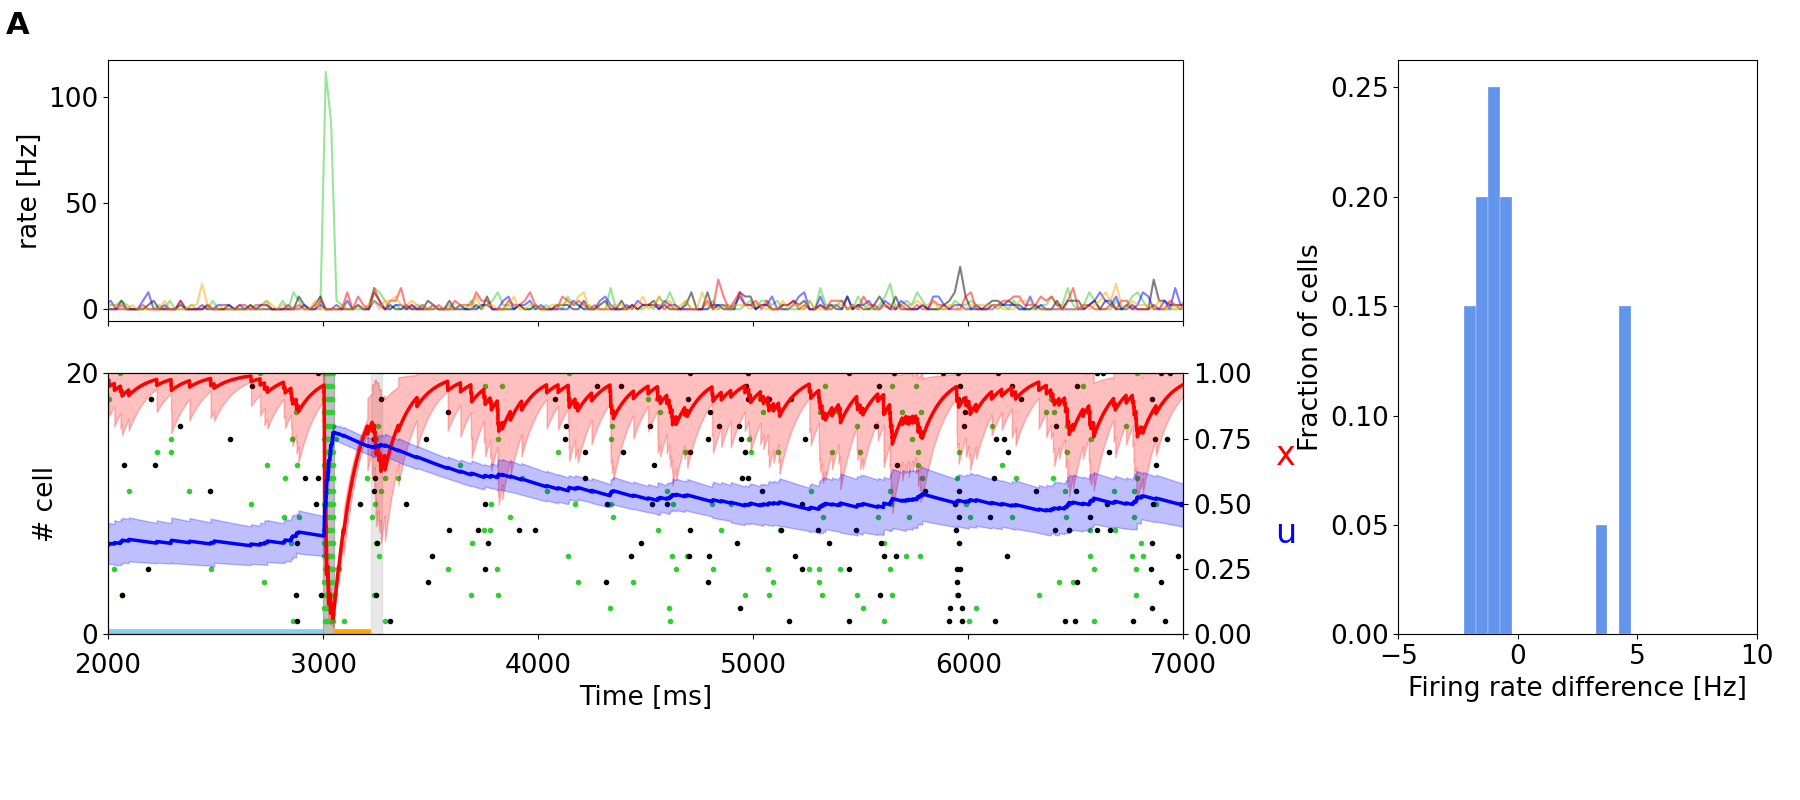 A
100
50
0
rate [Hz]
20
0
# cell
1.00
0.75
0.50
0.25
0.00
x
u
2000 3000 4000 5000 6000 7000
Time [ms]
0.25
0.20
0.15
0.10
0.05
0.00
Fraction of cells
−5 0 5 10
Firing rate difference [Hz]